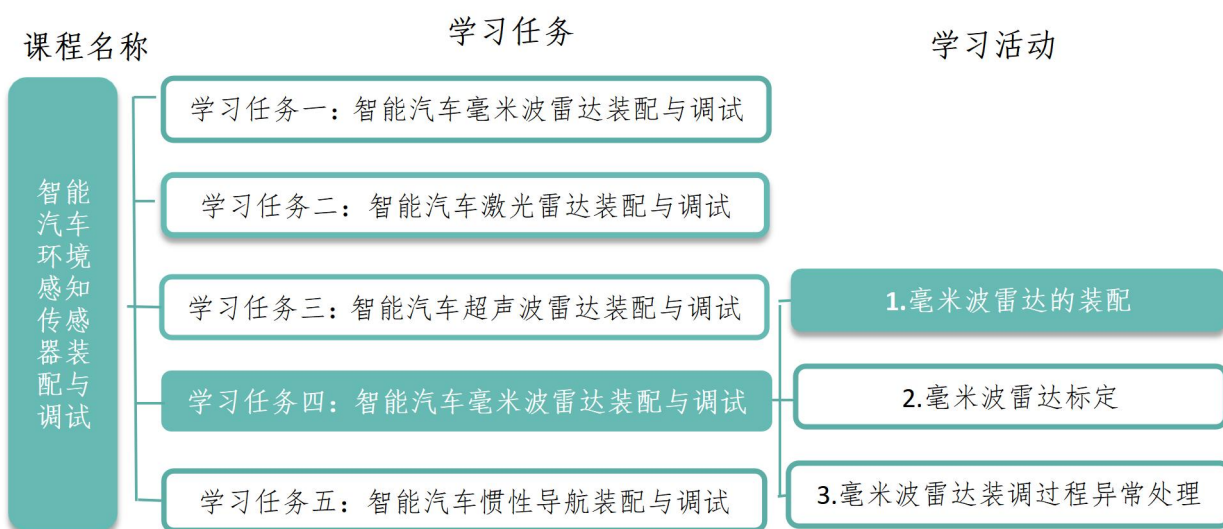 课程名称
学习任务
学习活动
智能
汽车
环境
感知
传感
器装
配与
调试
学习任务一：智能汽车毫米波雷达装配与调试
学习任务二：智能汽车激光雷达装配与调试
学习任务三：智能汽车超声波雷达装配与调试
学习任务四：智能汽车毫米波雷达装配与调试
学习任务五：智能汽车惯性导航装配与调试
1.毫米波雷达的装配
2.毫米波雷达标定
3.毫米波雷达装调过程异常处理